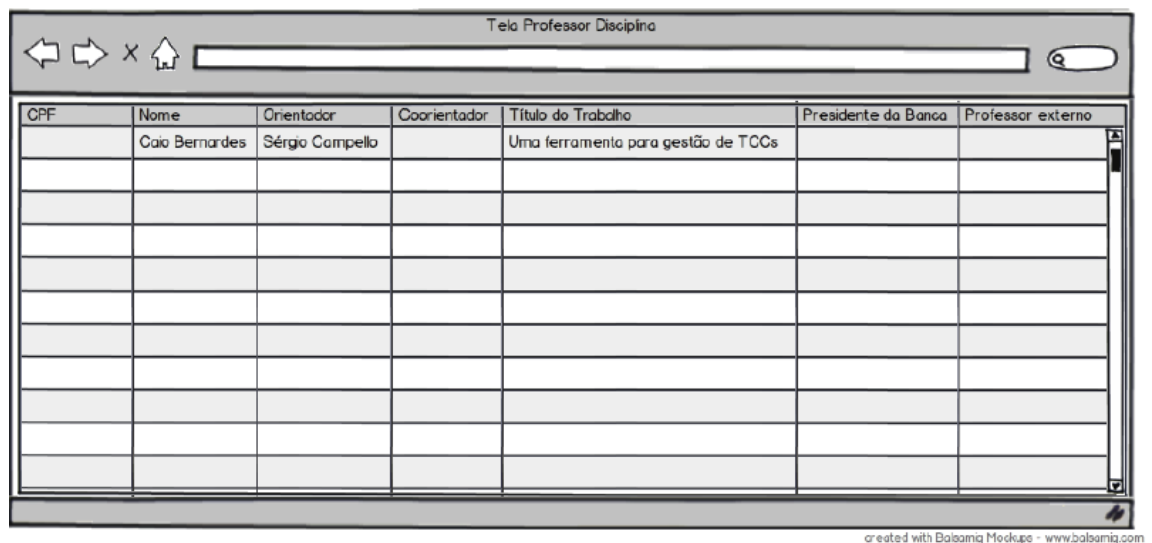 Tela Professor Disciplina
CPF Nome Orientador Coorientador Título do Trabalho Presidente da Banca Professor externo
Caio Bernardes Sérgio Campello Uma ferramenta para gestão de TCCs
created with Balsamiq Mockups - www.balsamiq.com